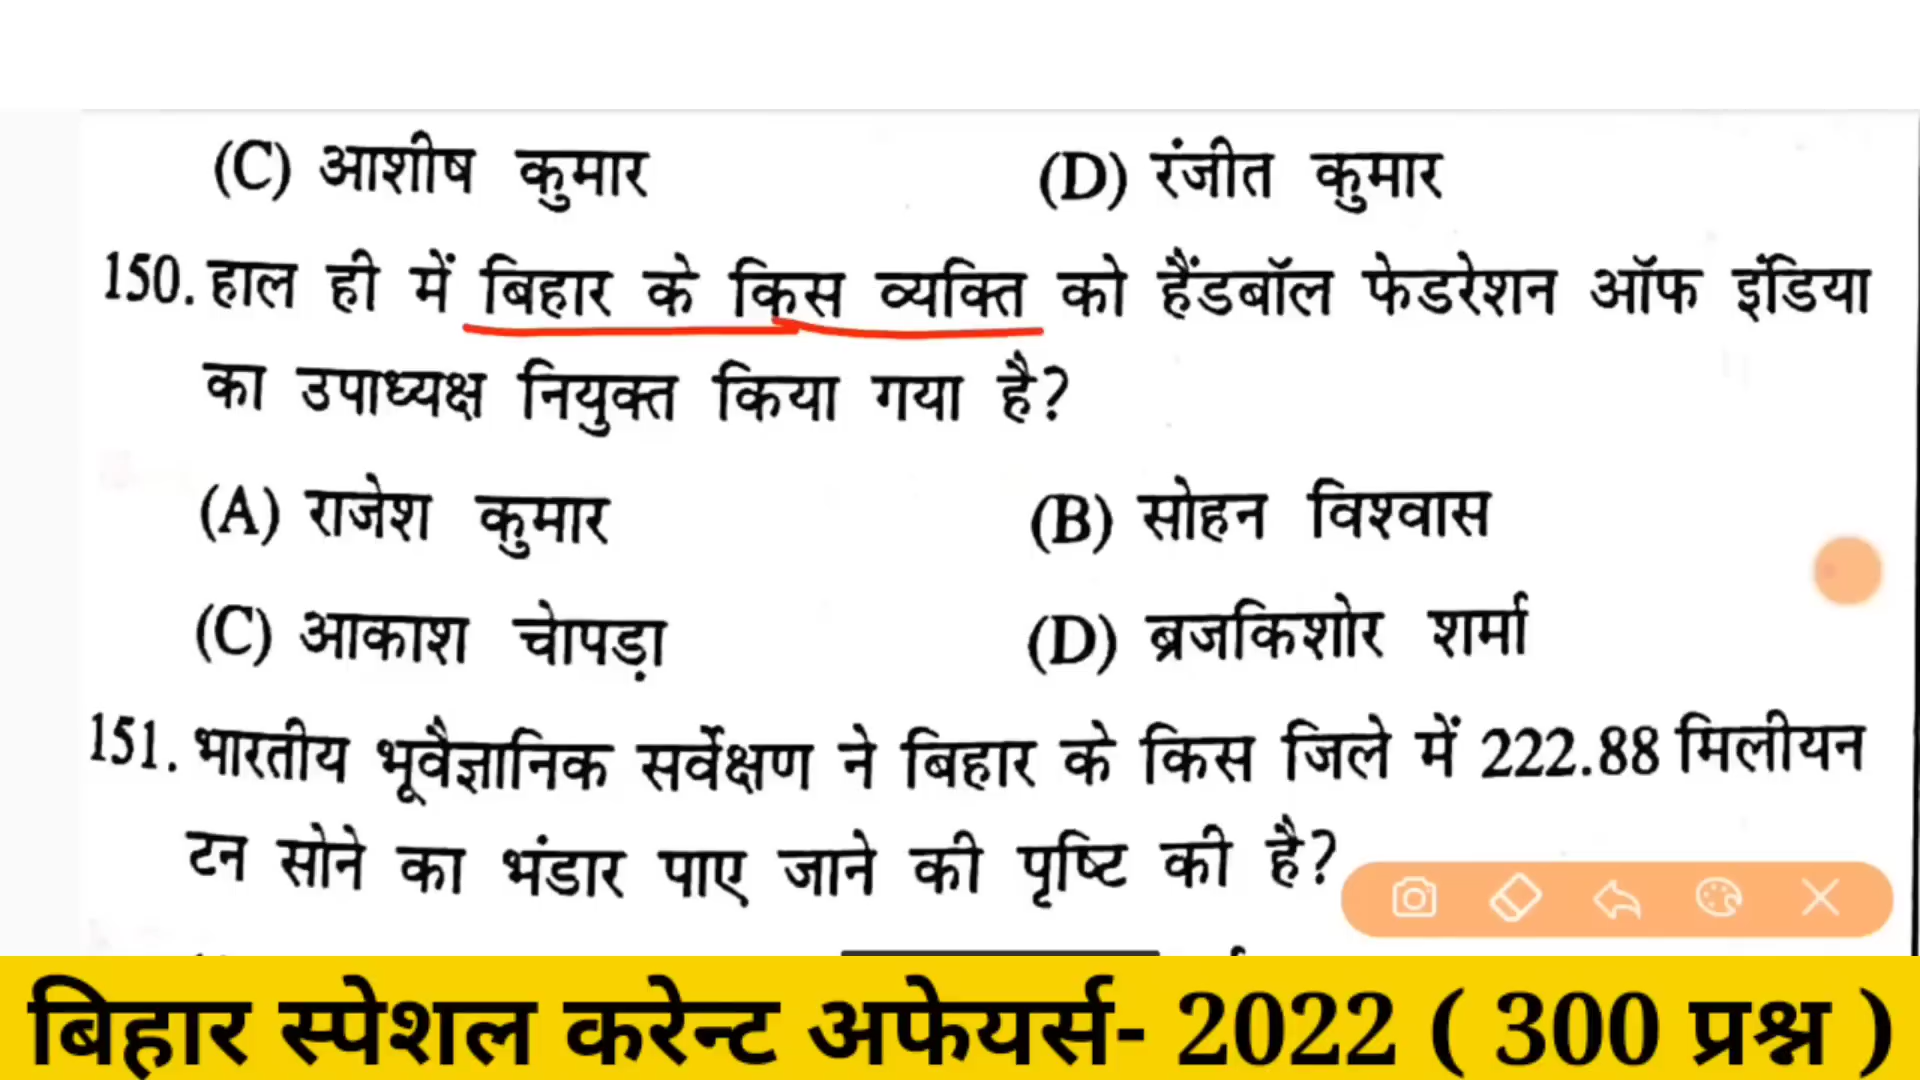 (C) आशीष कुमार (D) रंजीत कुमार
150. हाल ही में बिहार के किस व्यक्ति को हैंडबॉल फेडरेशन ऑफ इंडिया
का उपाध्यक्ष नियुक्त किया गया है?
(A) राजेश कुमार (B) सोहन विश्वास
(C) आकाश चोपड़ा (D) ब्रजकिशोर शर्मा
151. भारतीय भूवैज्ञानिक सर्वेक्षण ने बिहार के किस जिले में 222.88 मिलीयन
टन सोने का भंडार पाए जाने की पृष्टि की है?
बिहार स्पेशल करेन्ट अफेयर्स- 2022 ( 300 प्रश्न )